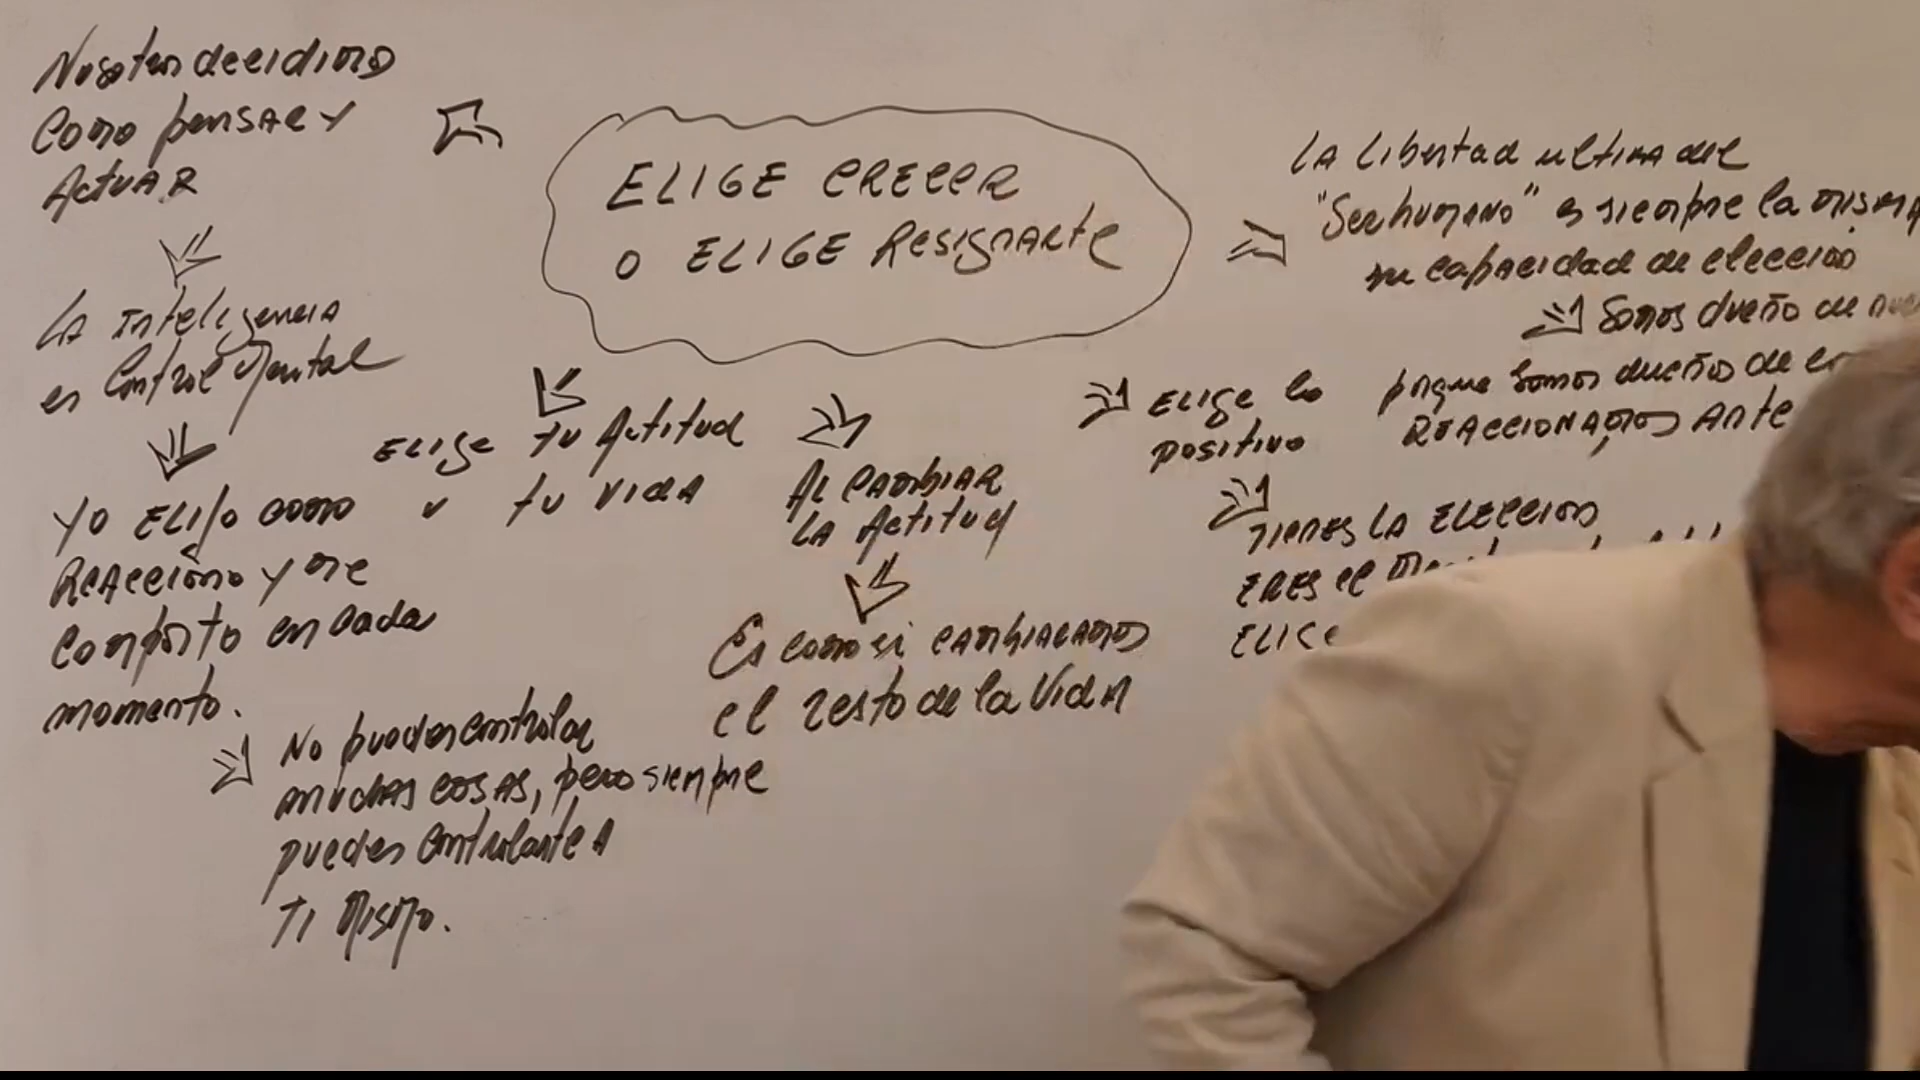 Nosotros decidimos
Como pensar y
Actuar
La Inteligencia
es Control Mental
Yo ELIJO como
Reacciono y me
Comporto en Cada
momento.
No puedes controlar
muchas cosas, pero siempre
puedes Controlarte A
Ti Mismo.
ELIGE CRECER
o ELIGE Resignarte
ELIGE tu Actitud
y tu vida
Al Cambiar
La Actitud
Es como si cambiaramos
el resto de la Vida
La Libertad ultima del
"Ser humano" es siempre la misma
su capacidad de eleccion
Somos dueño de
porque somos dueños de
REACCIONAMOS Ante
Elige lo
positivo
Tienes La Eleccion
ERES el